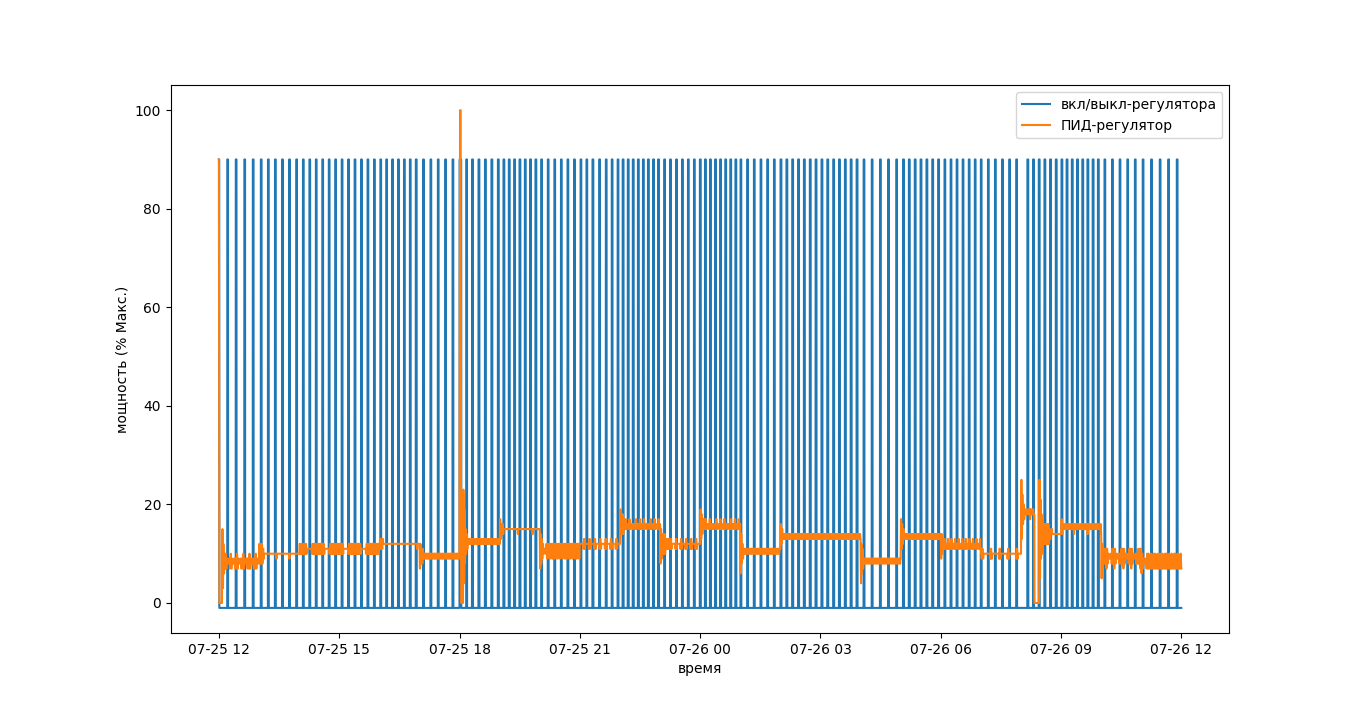 вкл/выкл-регулятора
ПИД-регулятор
100
80
60
40
20
0
мощность (% Макс.)
07-25 12 07-25 15 07-25 18 07-25 21 07-26 00 07-26 03 07-26 06 07-26 09 07-26 12
время